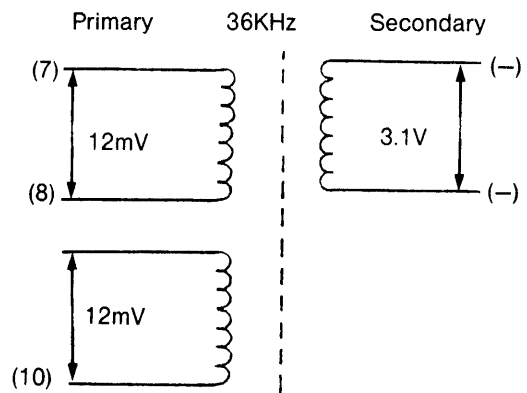 Primary 36KHz Secondary
(7)
12mV
(8)
(–)
3.1V
(–)
12mV
(10)